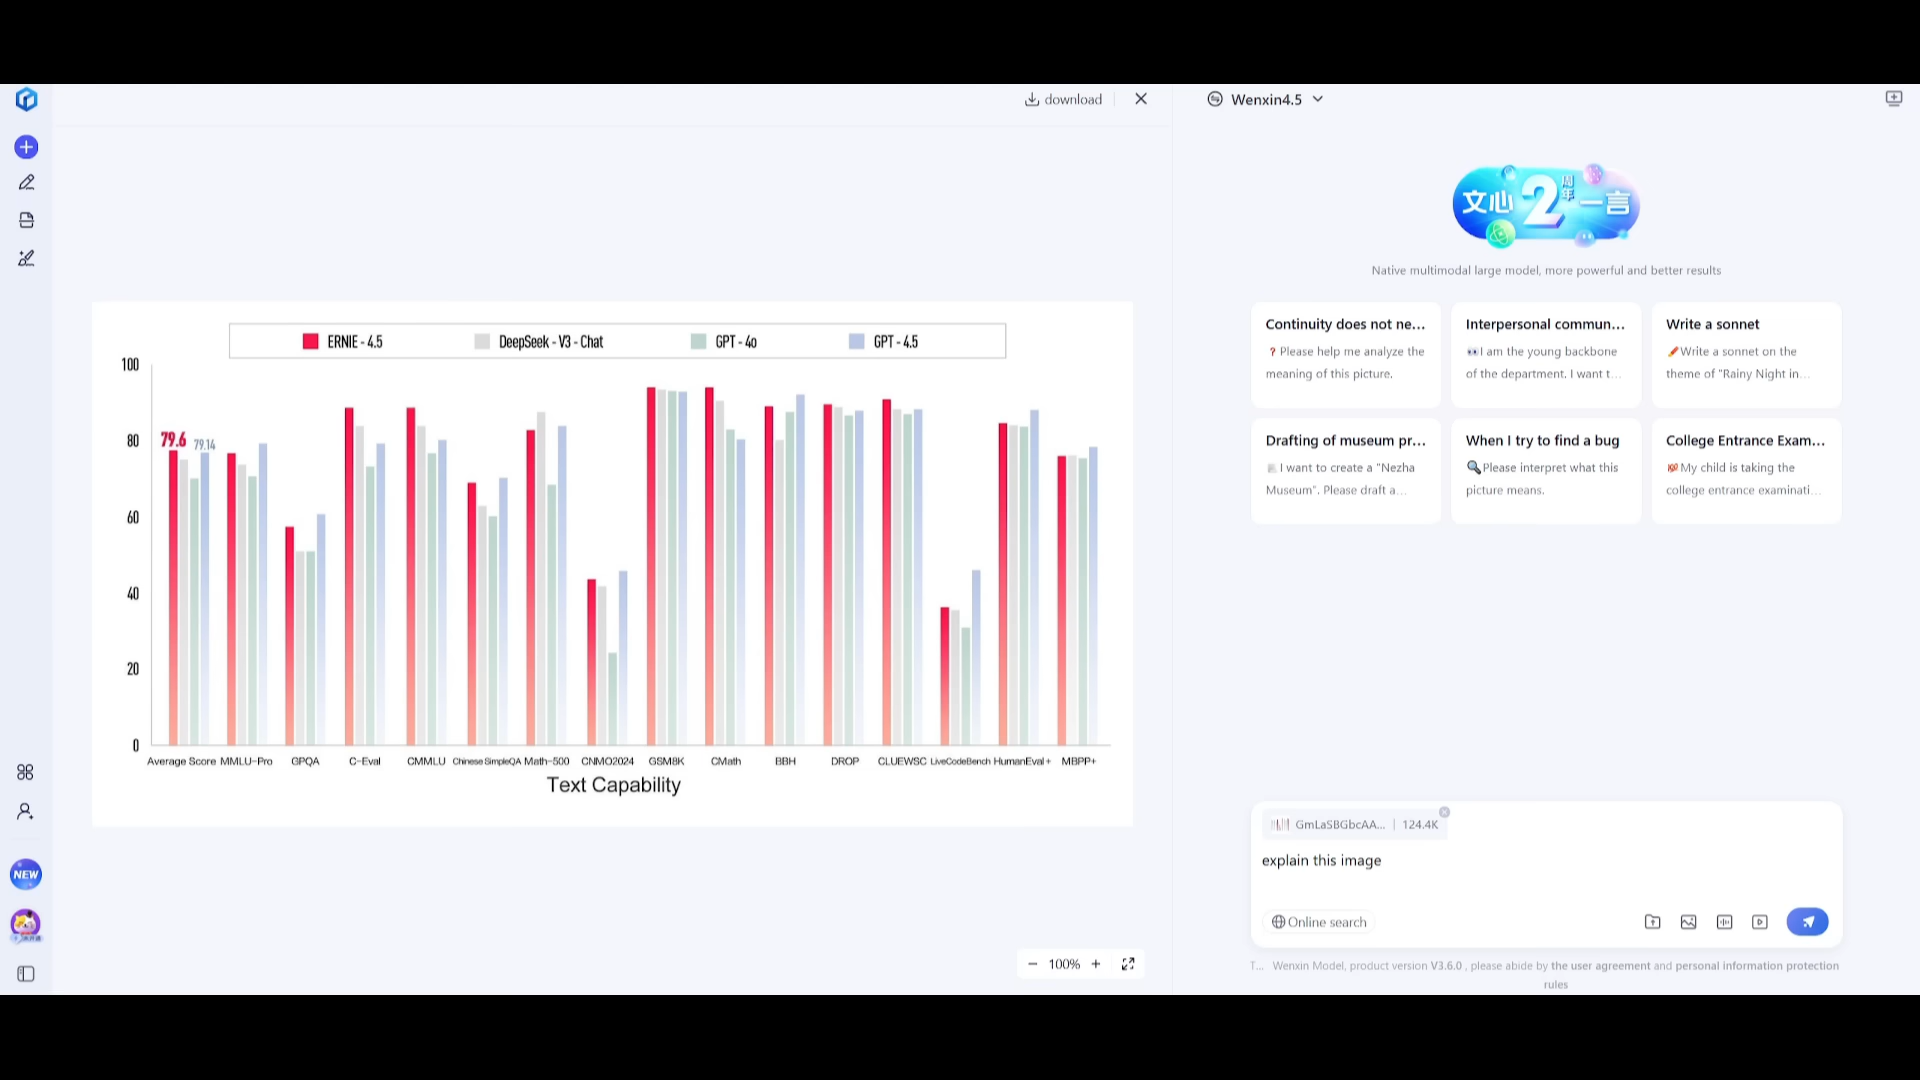 download
Wenxin4.5
ERNIE - 4.5
DeepSeek - V3 - Chat
GPT - 4o
GPT - 4.5
100
80
60
40
20
0
79.6
79.14
Average Score
MMLU-Pro
GPQA
C-Eval
CMMLU
Chinese SimpleQA
Math-500
CNMO2024
GSM8K
CMath
BBH
DROP
CLUEWSC
LiveCodeBench
HumanEval+
MBPP+
Text Capability
100%
NEW
文心2周年一言
Native multimodal large model, more powerful and better results
Continuity does not ne...
Please help me analyze the
meaning of this picture.
Interpersonal commun...
I am the young backbone
of the department. I want t...
Write a sonnet
Write a sonnet on the
theme of "Rainy Night in...
Drafting of museum pr...
I want to create a "Nezha
Museum". Please draft a...
When I try to find a bug
Please interpret what this
picture means.
College Entrance Exam...
My child is taking the
college entrance examinati...
GmLaSBGbcAA... | 124.4K
explain this image
Online search
T... Wenxin Model, product version V3.6.0 , please abide by the user agreement and personal information protection
rules